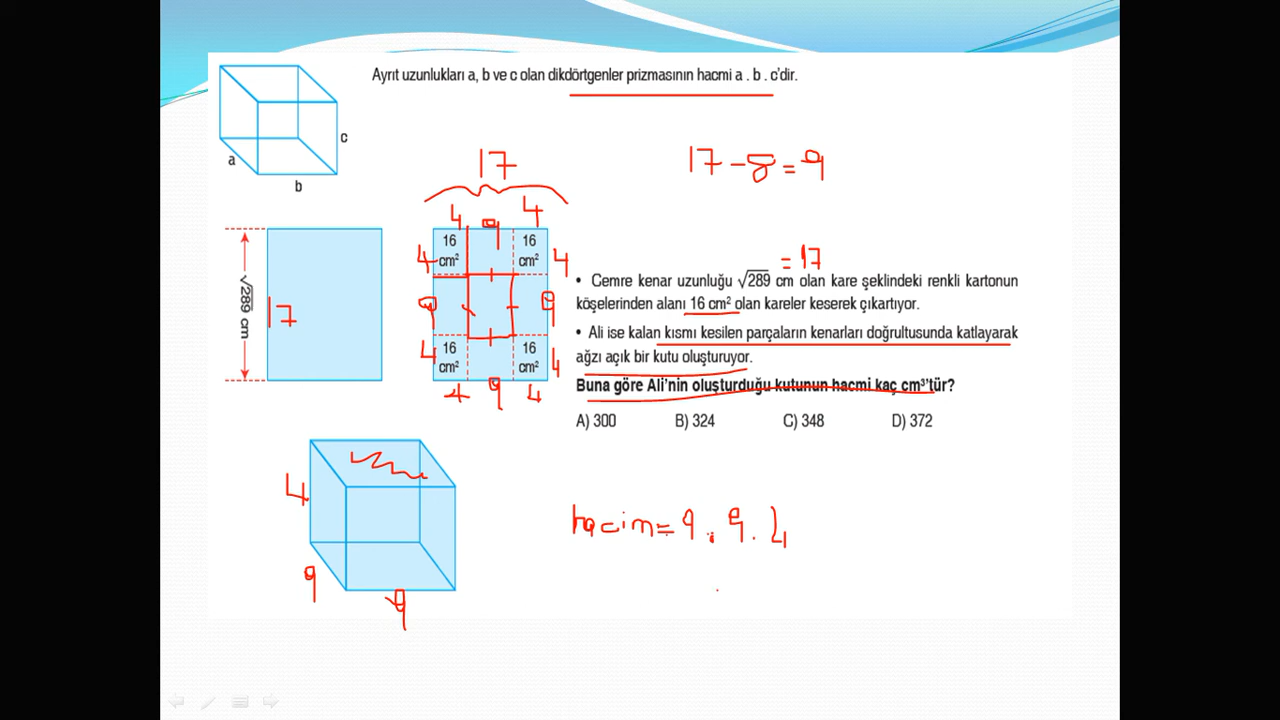 Ayrıt uzunlukları a, b ve c olan dikdörtgenler prizmasının hacmi a . b . c'dir.
c
a
b
17
17 - 8 = 9
4 9 4
16 cm² 16 cm²
4 4
9 9
√289 cm
17
4 4
16 cm² 16 cm²
4 9 4
= 17
• Cemre kenar uzunluğu √289 cm olan kare şeklindeki renkli kartonun
köşelerinden alanı 16 cm² olan kareler keserek çıkartıyor.
• Ali ise kalan kısmı kesilen parçaların kenarları doğrultusunda katlayarak
ağzı açık bir kutu oluşturuyor.
Buna göre Ali'nin oluşturduğu kutunun hacmi kaç cm³'tür?
A) 300 B) 324 C) 348 D) 372
4
9
9
hacim = 9 . 9 . 4